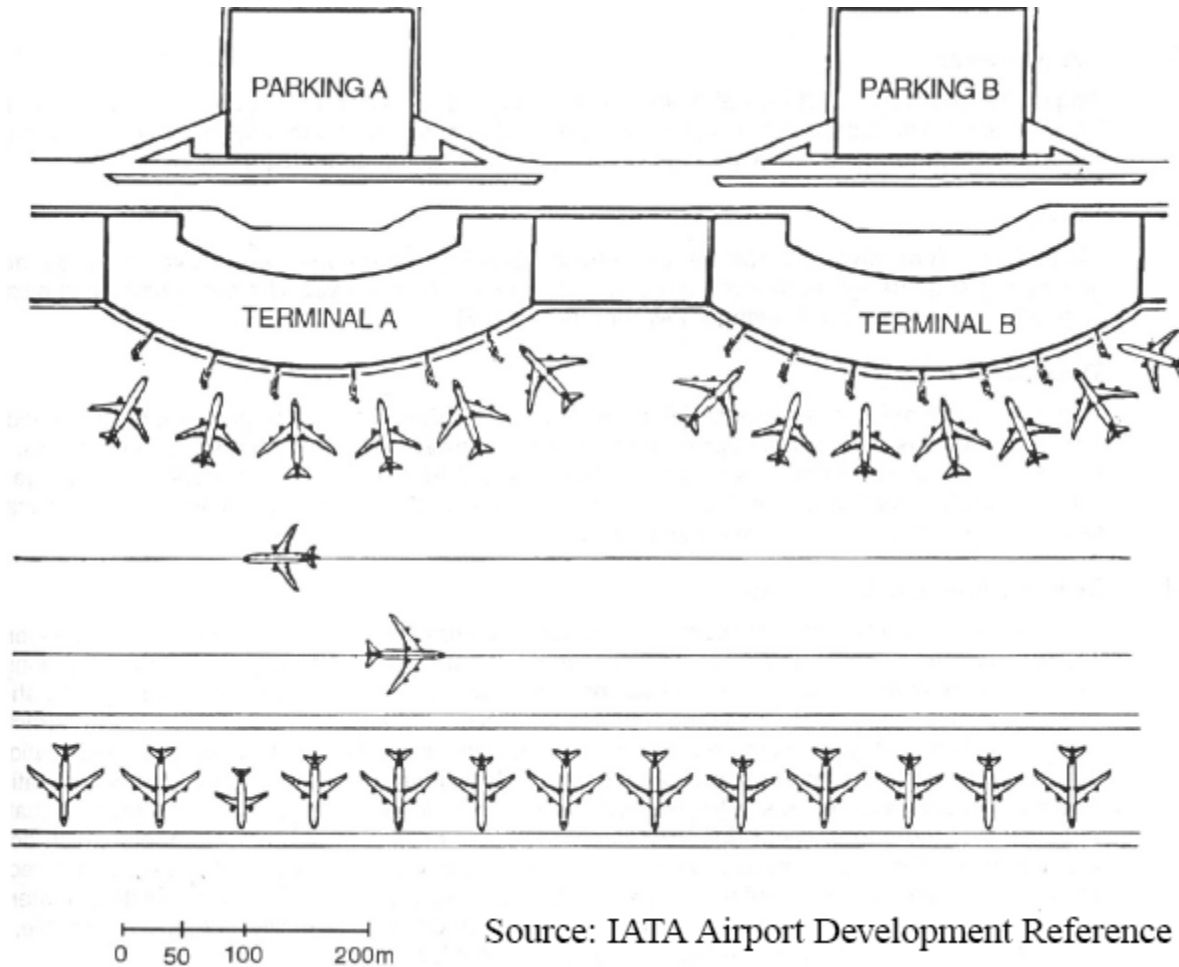 PARKING A
PARKING B
TERMINAL A
TERMINAL B
Source: IATA Airport Development Reference
0 50 100 200m